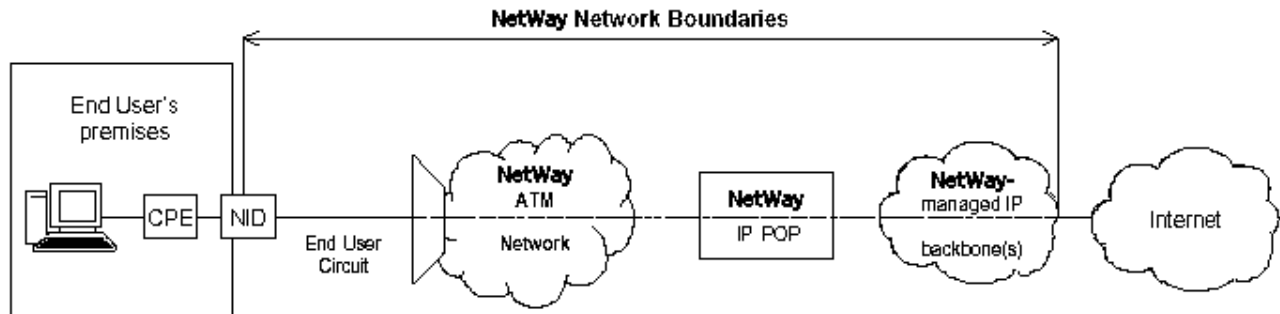 NetWay Network Boundaries
End User's
premises
CPE
NID
End User
Circuit
NetWay
ATM
Network
NetWay
IP POP
NetWay-
managed IP
backbone(s)
Internet